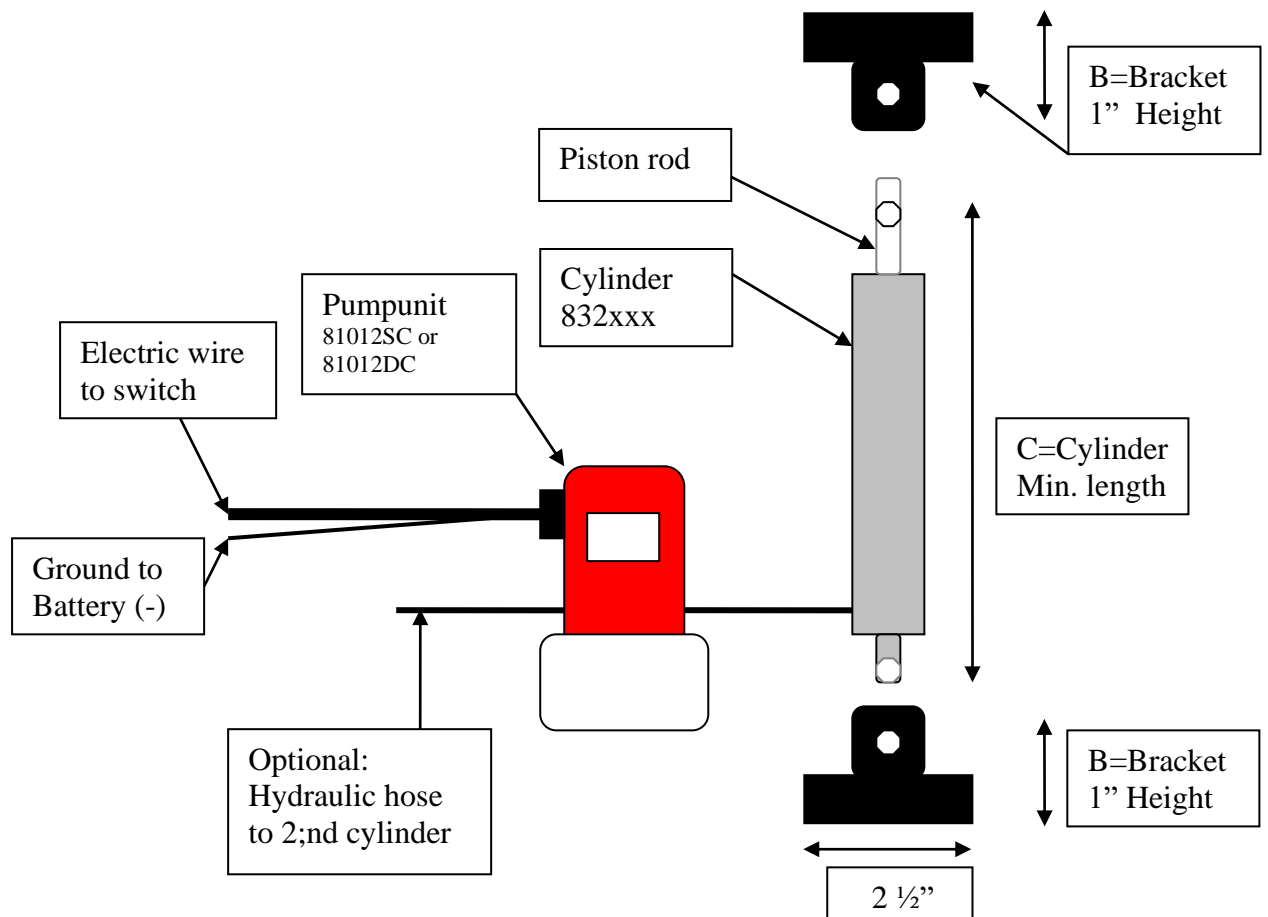 B=Bracket
1” Height
Piston rod
Cylinder
832xxx
Pumpunit
81012SC or
81012DC
Electric wire
to switch
C=Cylinder
Min. length
Ground to
Battery (-)
Optional:
Hydraulic hose
to 2;nd cylinder
B=Bracket
1” Height
2 ½”